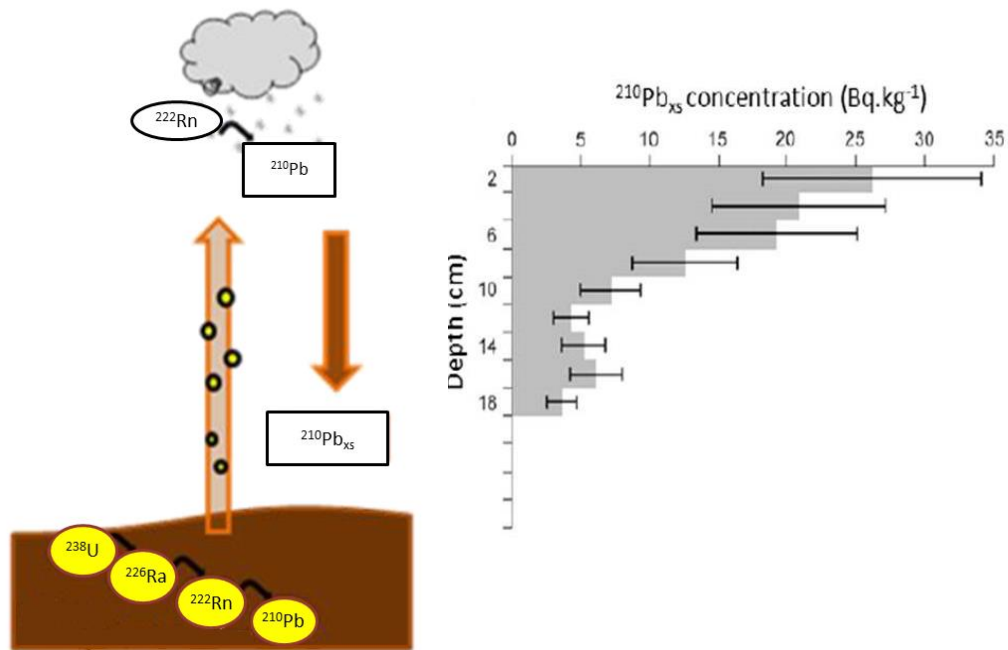 ²²²Rn
²¹⁰Pb
²¹⁰Pbₓₛ
²³⁸U
²²⁶Ra
²²²Rn
²¹⁰Pb
²¹⁰Pbₓₛ concentration (Bq.kg⁻¹)
0 5 10 15 20 25 30 35
Depth (cm)
2
6
10
14
18